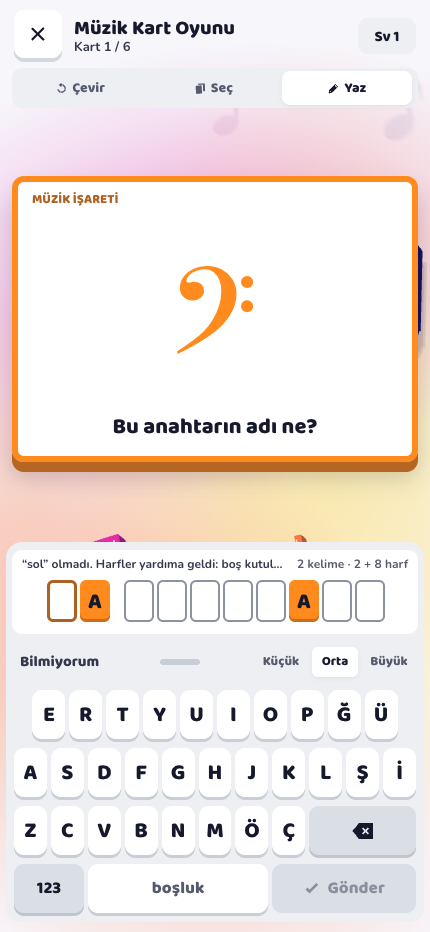 Müzik Kart Oyunu
Kart 1 / 6
Sv 1
Çevir
Seç
Yaz
MÜZİK İŞARETİ
Bu anahtarın adı ne?
“sol” olmadı. Harfler yardıma geldi: boş kutul...
2 kelime · 2 + 8 harf
A A
Bilmiyorum
Küçük
Orta
Büyük
E R T Y U I O P Ğ Ü
A S D F G H J K L Ş İ
Z C V B N M Ö Ç
123
boşluk
Gönder